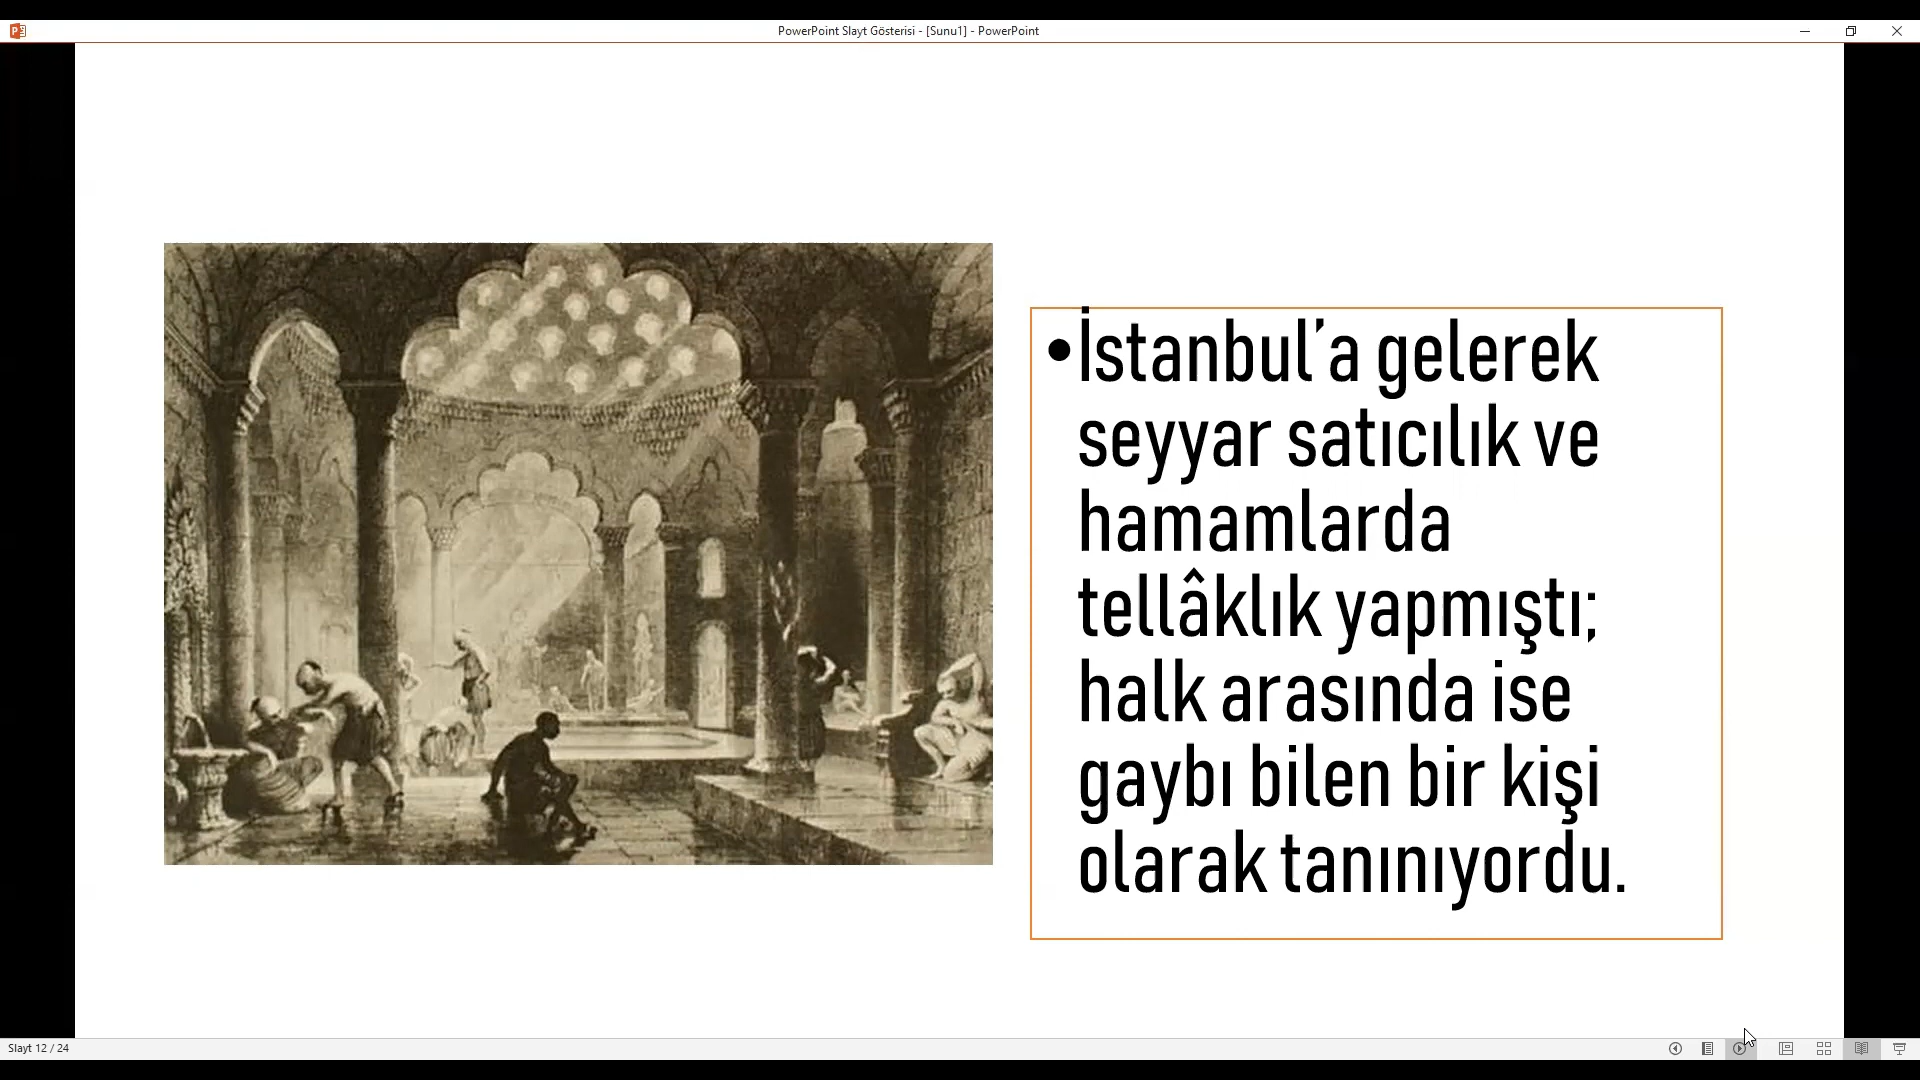 PowerPoint Slayt Gösterisi - [Sunu1] - PowerPoint
•İstanbul’a gelerek
seyyar satıcılık ve
hamamlarda
tellâklık yapmıştı;
halk arasında ise
gaybı bilen bir kişi
olarak tanınıyordu.
Slayt 12 / 24